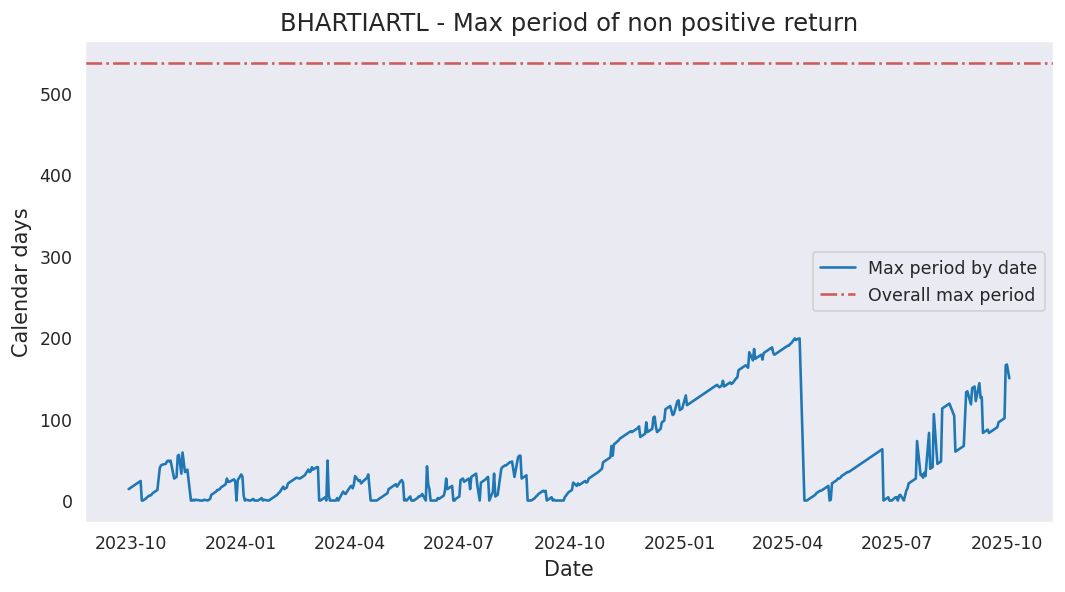 BHARTIARTL - Max period of non positive return
500
400
300
200
100
0
Calendar days
Max period by date
Overall max period
2023-10 2024-01 2024-04 2024-07 2024-10 2025-01 2025-04 2025-07 2025-10
Date